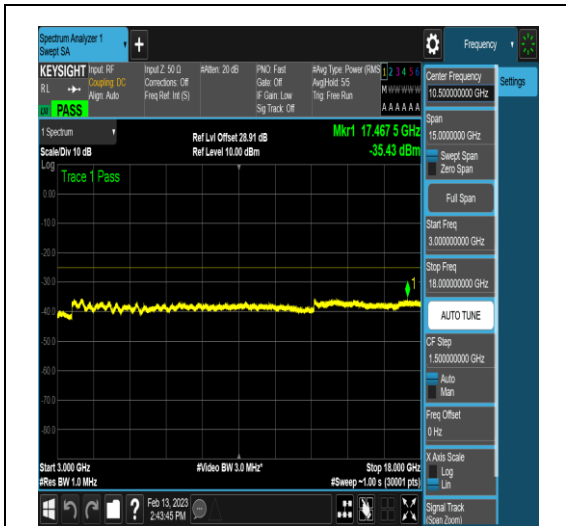 Spectrum Analyzer 1
Swept SA
+
Frequency
KEYSIGHT
Input: RF
Coupling: DC
Align: Auto
Input Z: 50 Ω
Corrections: Off
Freq Ref: Int (S)
#Atten: 20 dB
PNO: Fast
Gate: Off
IF Gain: Low
Sig Track: Off
#Avg Type: Power (RMS
Avg|Hold: 5/5
Trig: Free Run
1 2 3 4 5 6
M W W W W W
A A A A A A
R L
PASS
Center Frequency
10.500000000 GHz
Settings
Span
15.0000000 GHz
Swept Span
Zero Span
Full Span
Start Freq
3.000000000 GHz
Stop Freq
18.000000000 GHz
AUTO TUNE
CF Step
1.500000000 GHz
Auto
Man
Freq Offset
0 Hz
X Axis Scale
Log
Lin
Signal Track
(Span Zoom)
1 Spectrum
Scale/Div 10 dB
Ref Lvl Offset 28.91 dB
Ref Level 10.00 dBm
Mkr1 17.467 5 GHz
-35.43 dBm
Log
Trace 1 Pass
0.00
-10.0
-20.0
-30.0
-40.0
-50.0
-60.0
-70.0
-80.0
1
Start 3.000 GHz
#Res BW 1.0 MHz
#Video BW 3.0 MHz*
Stop 18.000 GHz
#Sweep ~1.00 s (30001 pts)
Feb 13, 2023
2:43:45 PM